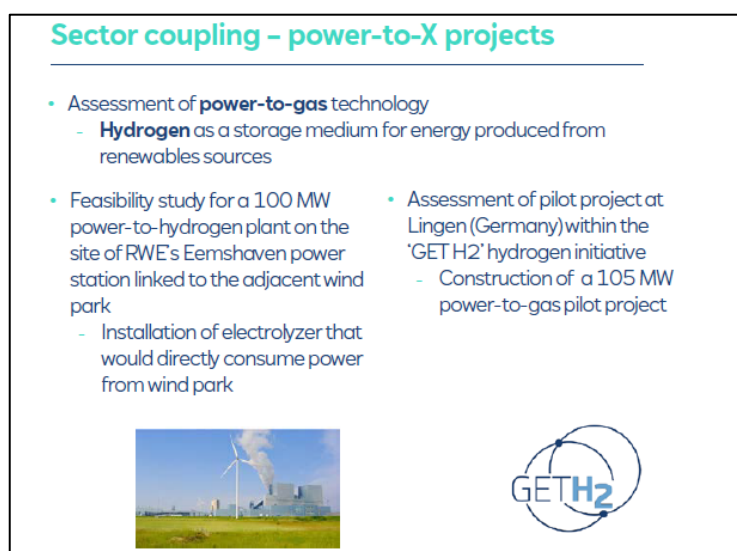 Sector coupling – power-to-X projects
• Assessment of power-to-gas technology
- Hydrogen as a storage medium for energy produced from
renewables sources
• Feasibility study for a 100 MW
power-to-hydrogen plant on the
site of RWE's Eemshaven power
station linked to the adjacent wind
park
- Installation of electrolyzer that
would directly consume power
from wind park
• Assessment of pilot project at
Lingen (Germany) within the
‘GET H2’ hydrogen initiative
- Construction of a 105 MW
power-to-gas pilot project
GETH2